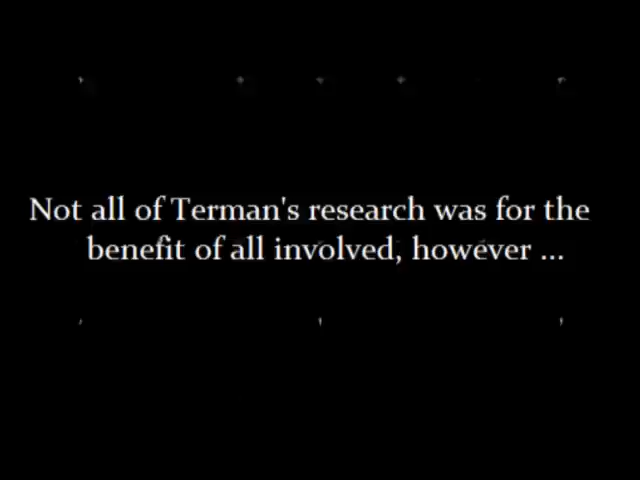 Not all of Terman's research was for the
benefit of all involved, however ...